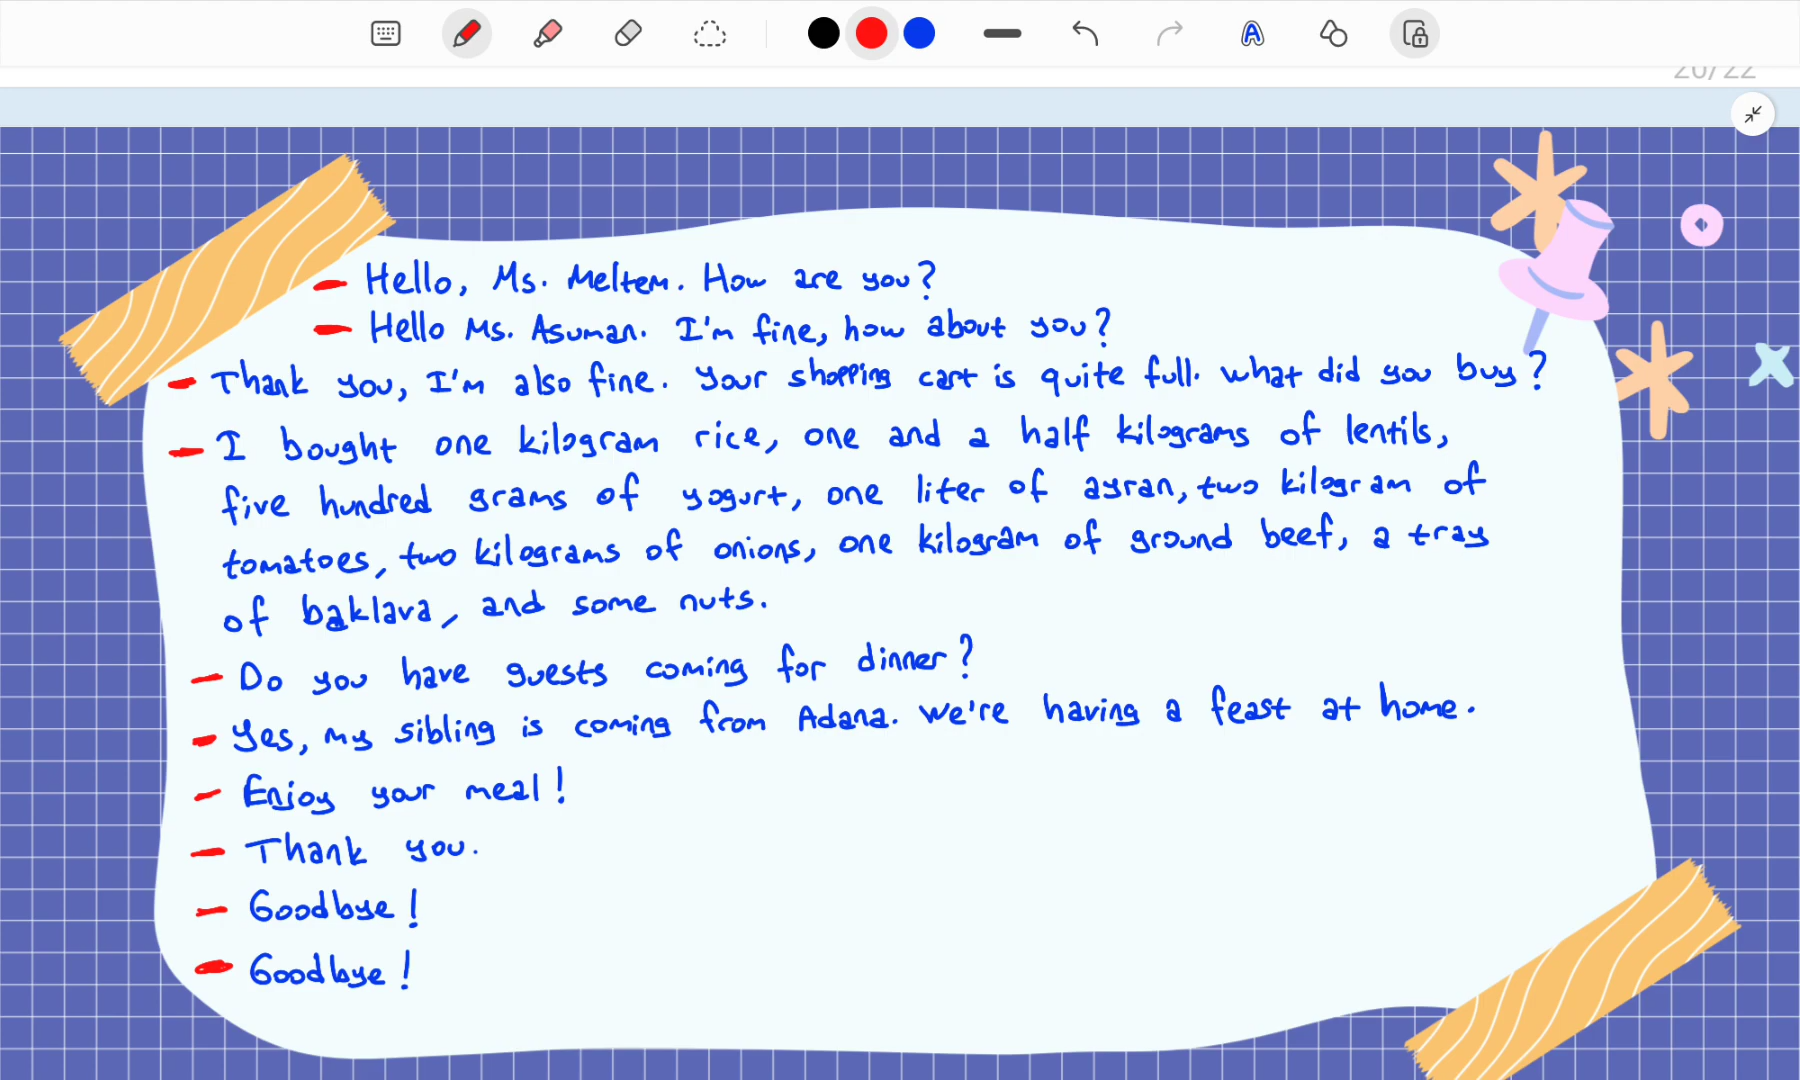 20/22
- Hello, Ms. Meltem. How are you?
- Hello Ms. Asuman. I'm fine, how about you?
- Thank you, I'm also fine. Your shopping cart is quite full. What did you buy?
- I bought one kilogram rice, one and a half kilograms of lentils,
five hundred grams of yogurt, one liter of ayran, two kilogram of
tomatoes, two kilograms of onions, one kilogram of ground beef, a tray
of baklava, and some nuts.
- Do you have guests coming for dinner?
- Yes, my sibling is coming from Adana. We're having a feast at home.
- Enjoy your meal!
- Thank you.
- Goodbye!
- Goodbye!